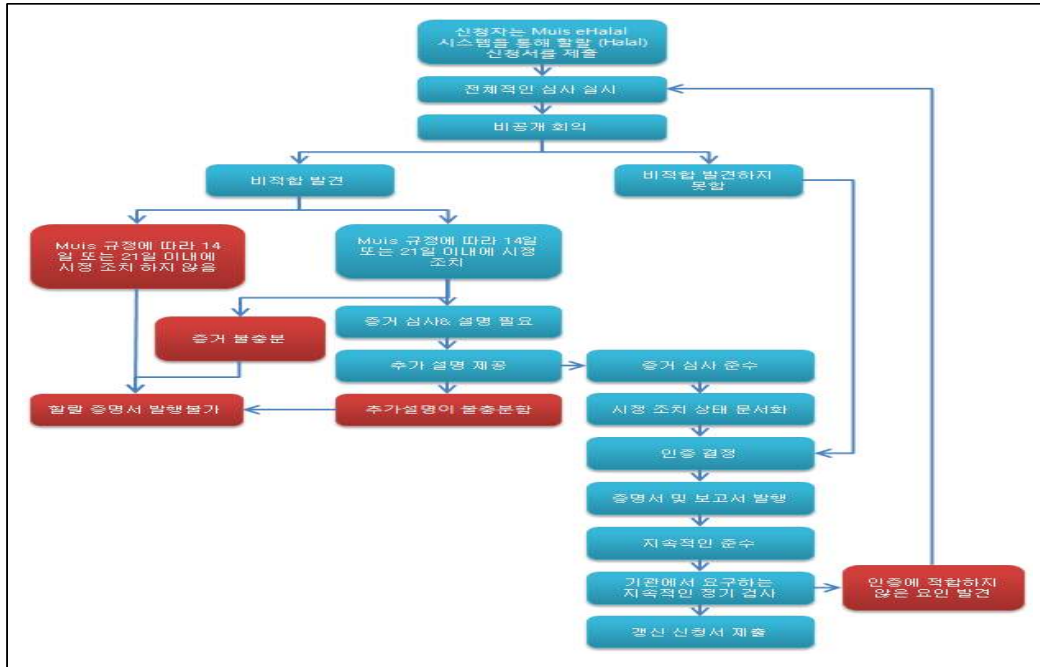 신청자는 Muis eHalal
시스템을 통해 할랄 (Halal)
신청서를 제출
전체적인 심사 실시
비공개 회의
비적합 발견
비적합 발견하지
못함
Muis 규정에 따라 14
일 또는 21일 이내에
시정 조치 하지 않음
Muis 규정에 따라 14일
또는 21일 이내에 시정
조치
증거 불충분
증거 심사& 설명 필요
추가 설명 제공
증거 심사 준수
할랄 증명서 발행불가
추가설명이 불충분함
시정 조치 상태 문서화
인증 결정
증명서 및 보고서 발행
지속적인 준수
기관에서 요구하는
지속적인 정기 검사
인증에 적합하지
않은 요인 발견
갱신 신청서 제출